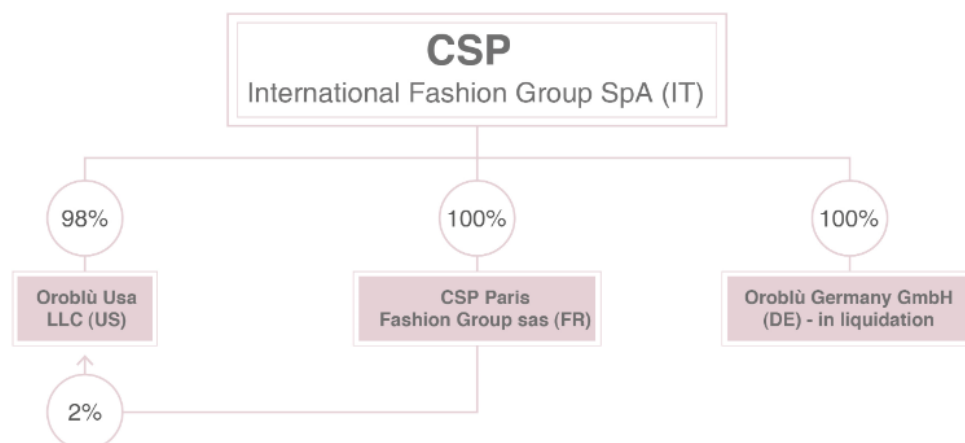 CSP
International Fashion Group SpA (IT)
98%
100%
100%
Oroblù Usa
LLC (US)
CSP Paris
Fashion Group sas (FR)
Oroblù Germany GmbH
(DE) - in liquidation
2%